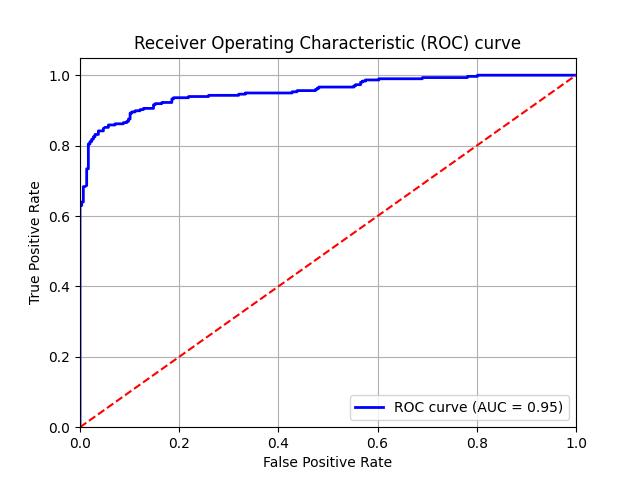 Receiver Operating Characteristic (ROC) curve
True Positive Rate
1.0
0.8
0.6
0.4
0.2
0.0
ROC curve (AUC = 0.95)
0.0 0.2 0.4 0.6 0.8 1.0
False Positive Rate